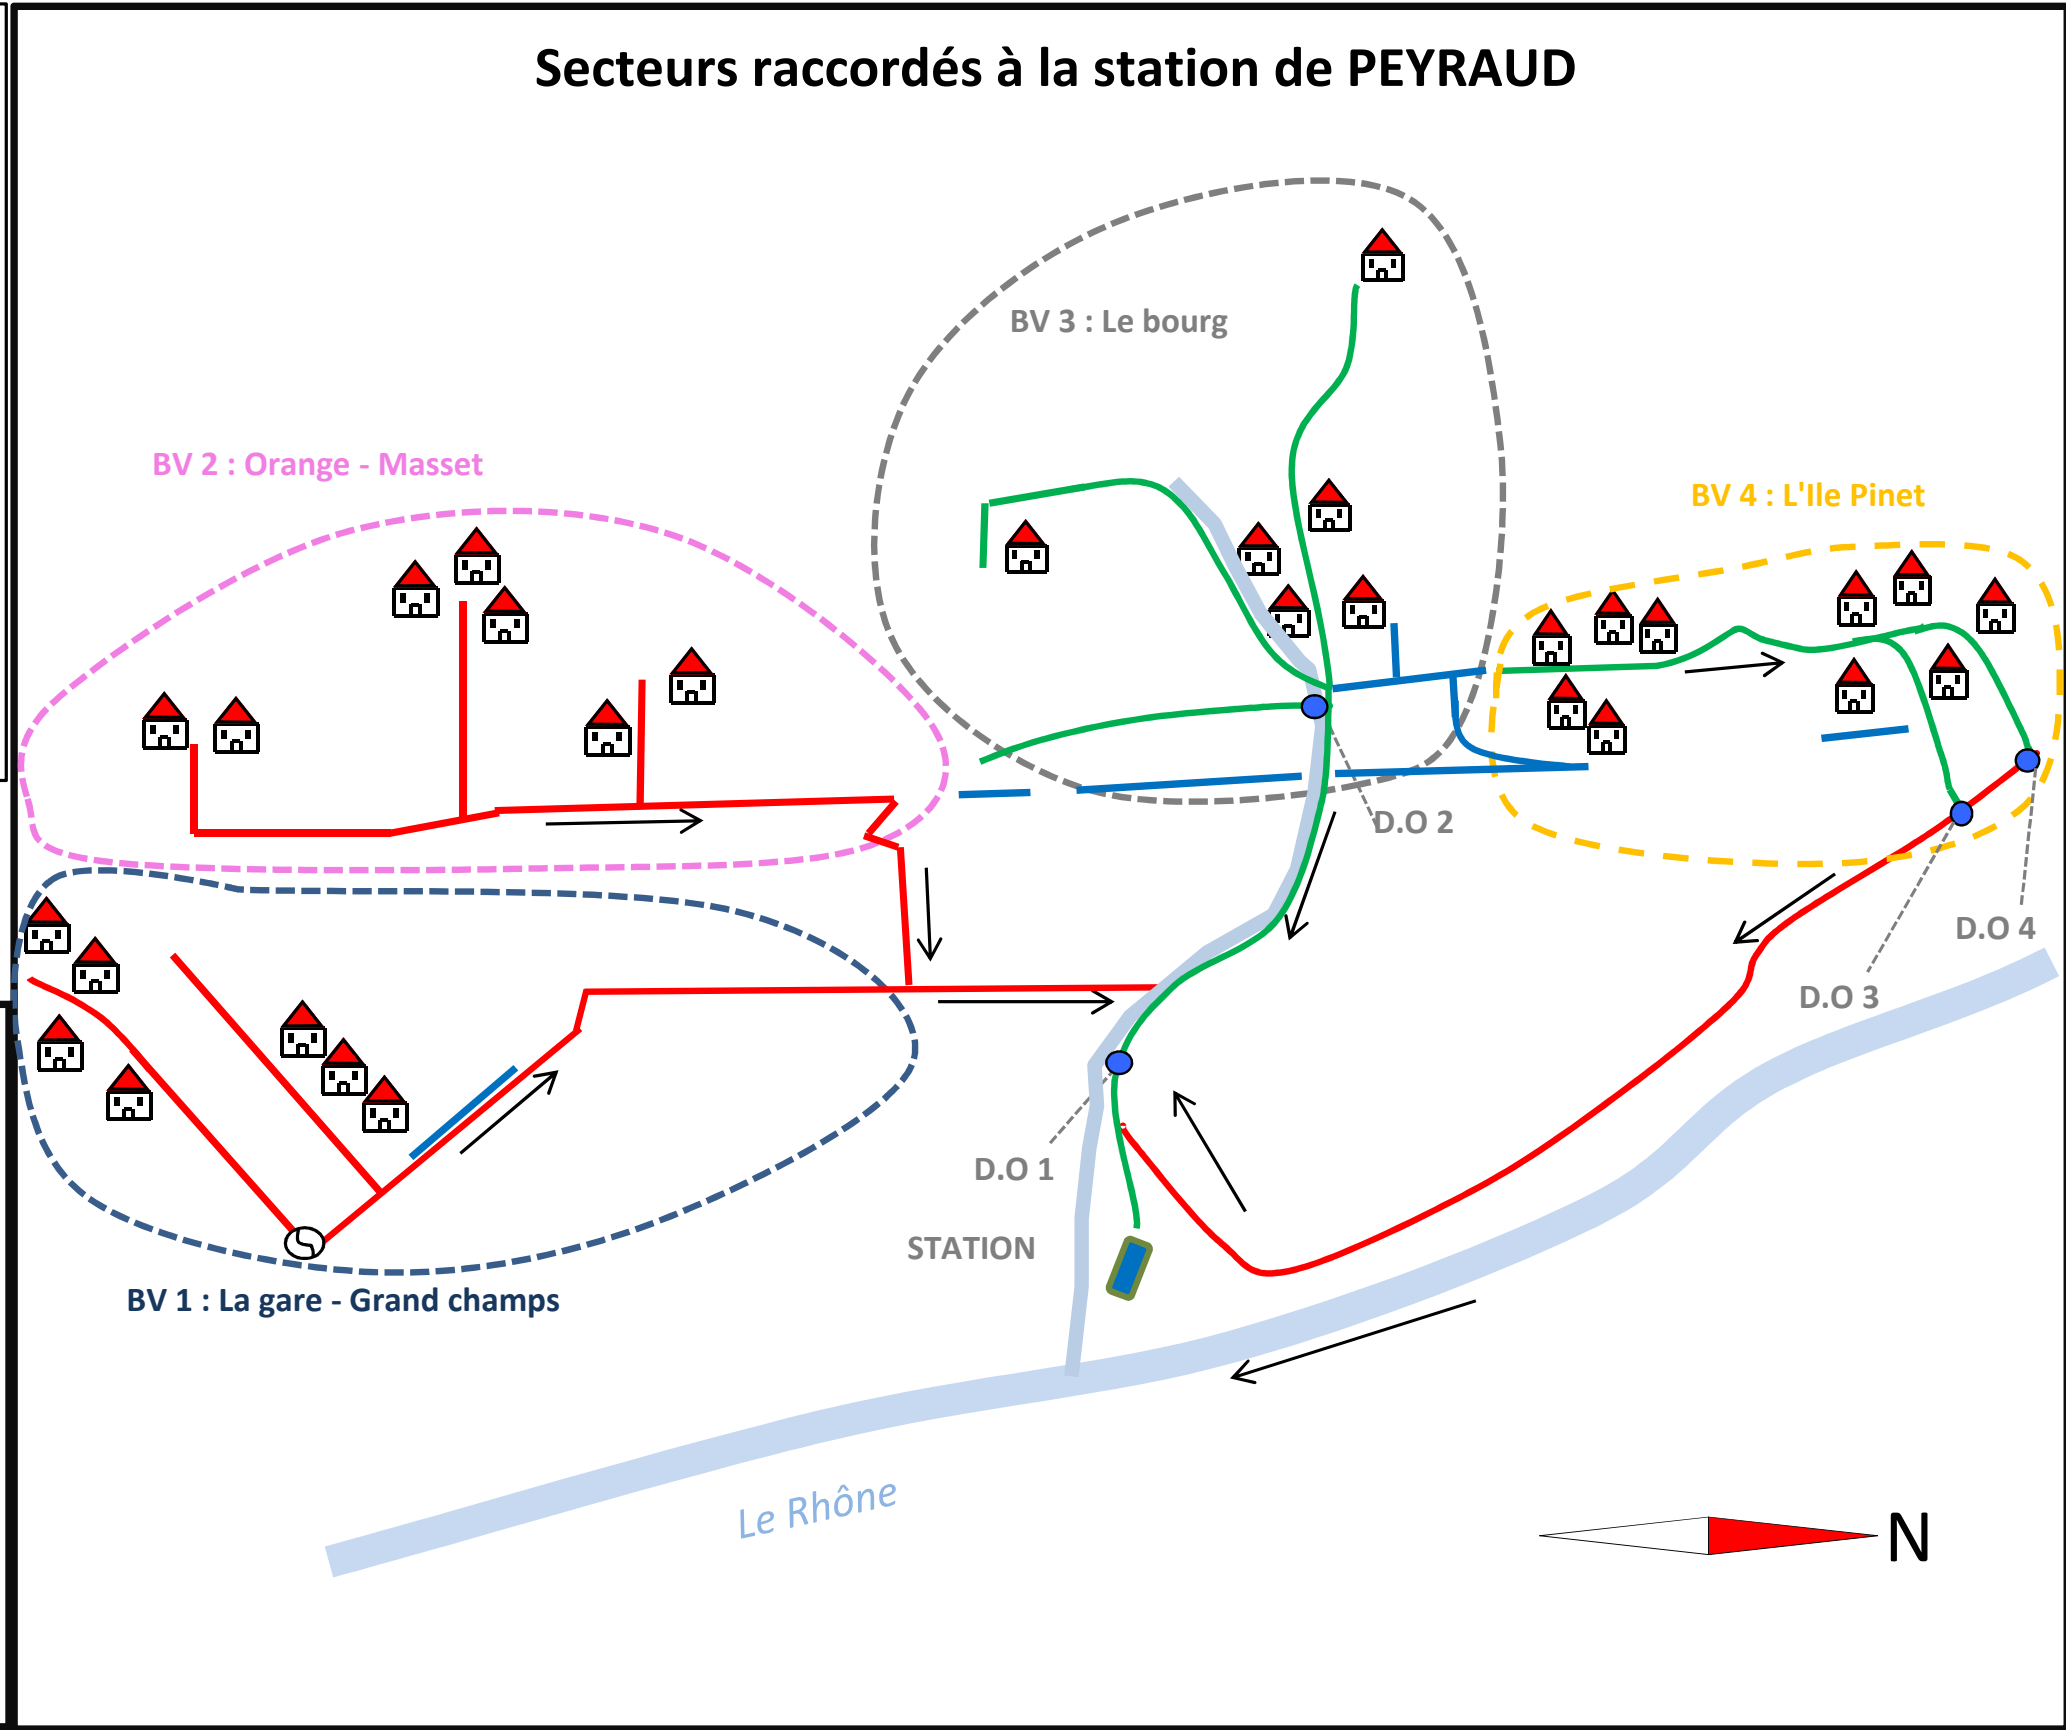 Secteurs raccordés à la station de PEYRAUD
BV 3 : Le bourg
BV 2 : Orange - Masset
BV 4 : L'Ile Pinet
D.O 2
D.O 4
D.O 3
D.O 1
STATION
BV 1 : La gare - Grand champs
Le Rhône
N